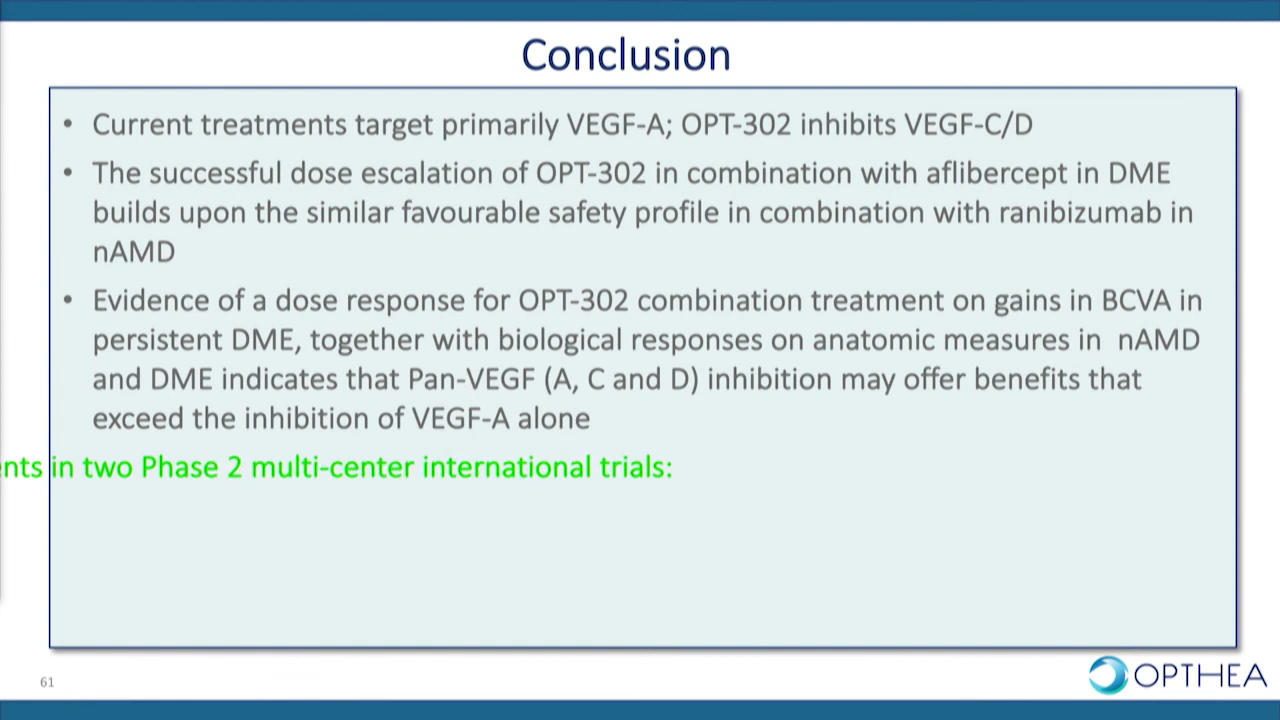 Conclusion
• Current treatments target primarily VEGF-A; OPT-302 inhibits VEGF-C/D
• The successful dose escalation of OPT-302 in combination with aflibercept in DME
builds upon the similar favourable safety profile in combination with ranibizumab in
nAMD
• Evidence of a dose response for OPT-302 combination treatment on gains in BCVA in
persistent DME, together with biological responses on anatomic measures in nAMD
and DME indicates that Pan-VEGF (A, C and D) inhibition may offer benefits that
exceed the inhibition of VEGF-A alone
nts in two Phase 2 multi-center international trials:
61
OPTHEA